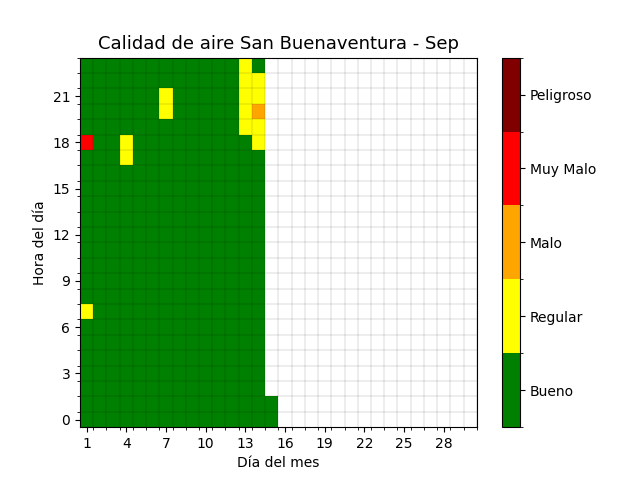 Calidad de aire San Buenaventura - Sep
Hora del día
21
18
15
12
9
6
3
0
1 4 7 10 13 16 19 22 25 28
Día del mes
Peligroso
Muy Malo
Malo
Regular
Bueno